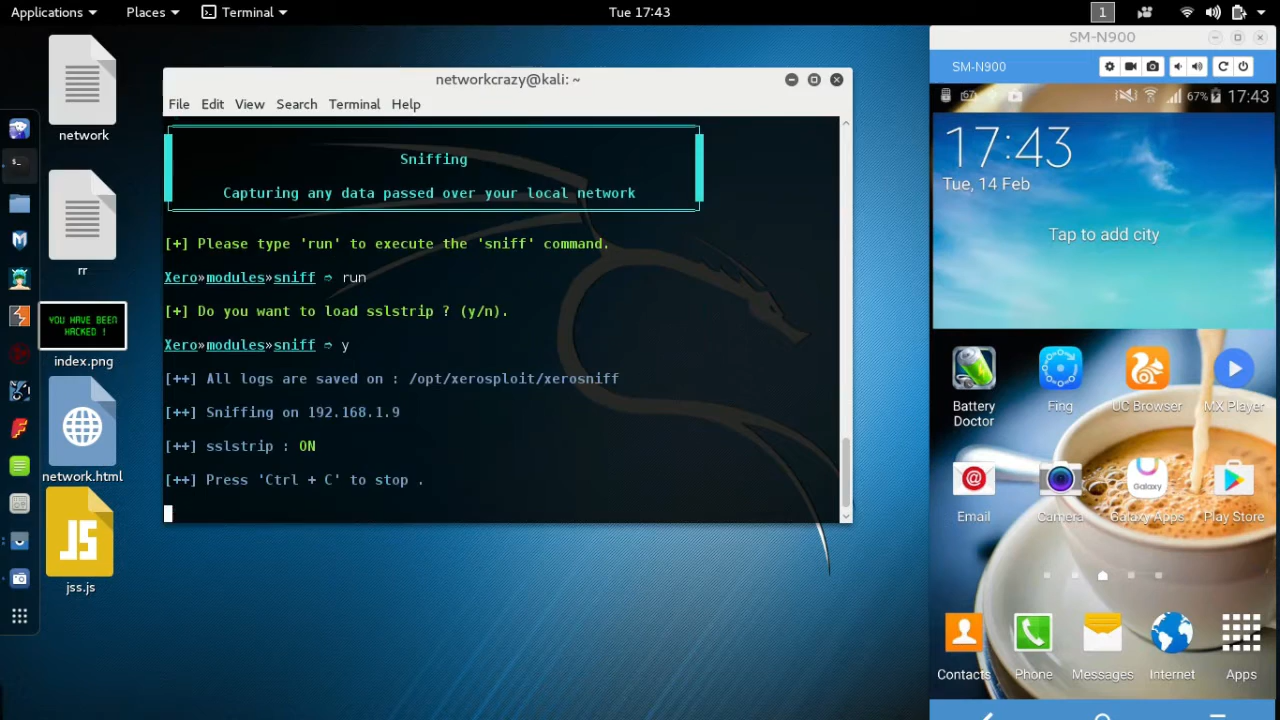 Applications
Places
Terminal
Tue 17:43
1
network
rr
YOU HAVE BEEN
HACKED !
index.png
network.html
JS
jss.js
networkcrazy@kali: ~
File Edit View Search Terminal Help
Sniffing
Capturing any data passed over your local network
[+] Please type 'run' to execute the 'sniff' command.
Xero»modules»sniff ⇨ run
[+] Do you want to load sslstrip ? (y/n).
Xero»modules»sniff ⇨ y
[++] All logs are saved on : /opt/xerosploit/xerosniff
[++] Sniffing on 192.168.1.9
[++] sslstrip : ON
[++] Press 'Ctrl + C' to stop .
SM-N900
SM-N900
67% 17:43
17:43
Tue, 14 Feb
Tap to add city
Battery
Doctor
Fing
UC Browser
MX Player
Email
Galaxy
Camera
Galaxy Apps
Play Store
Contacts
Phone
Messages
Internet
Apps